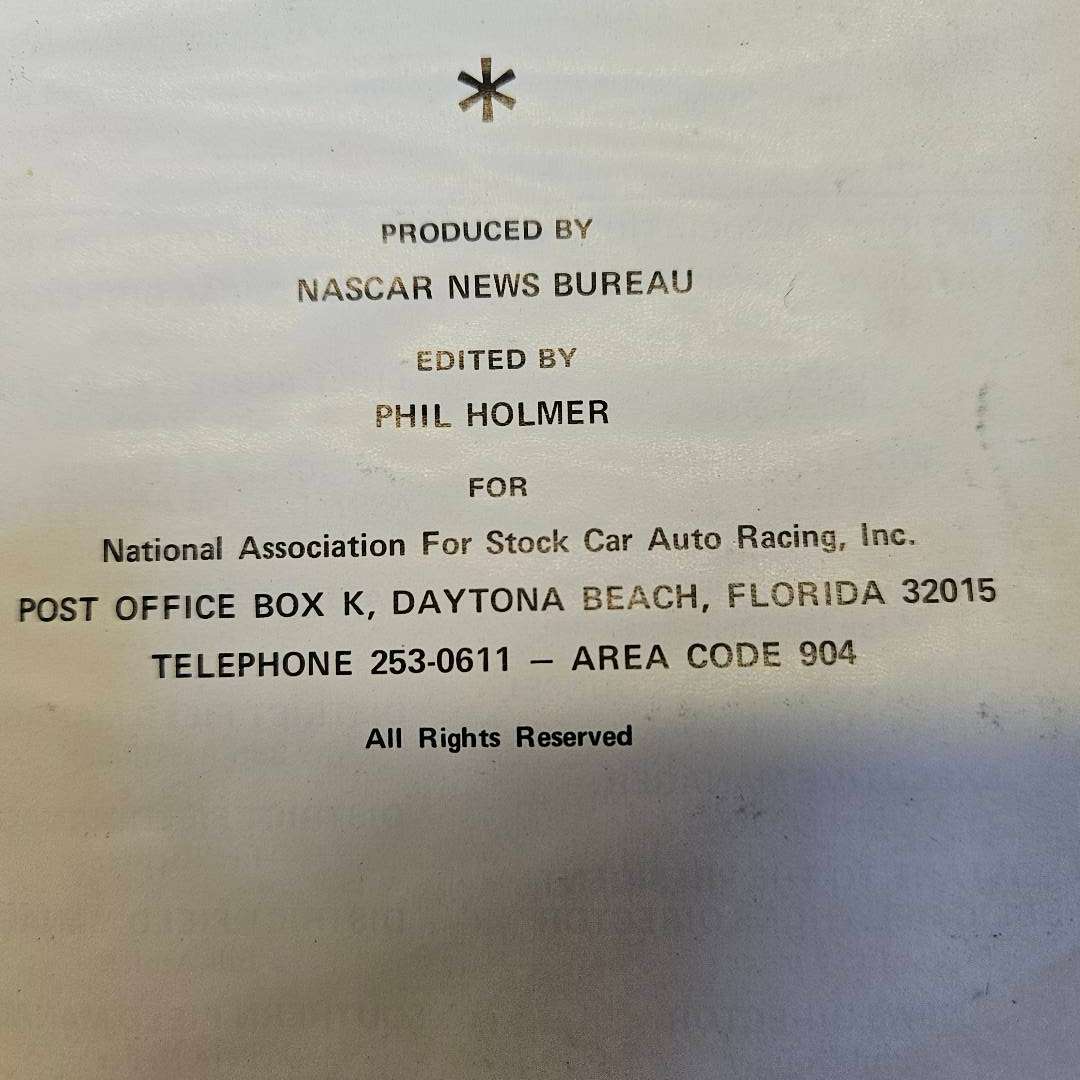 *
PRODUCED BY
NASCAR NEWS BUREAU
EDITED BY
PHIL HOLMER
FOR
National Association For Stock Car Auto Racing, Inc.
POST OFFICE BOX K, DAYTONA BEACH, FLORIDA 32015
TELEPHONE 253-0611 – AREA CODE 904
All Rights Reserved